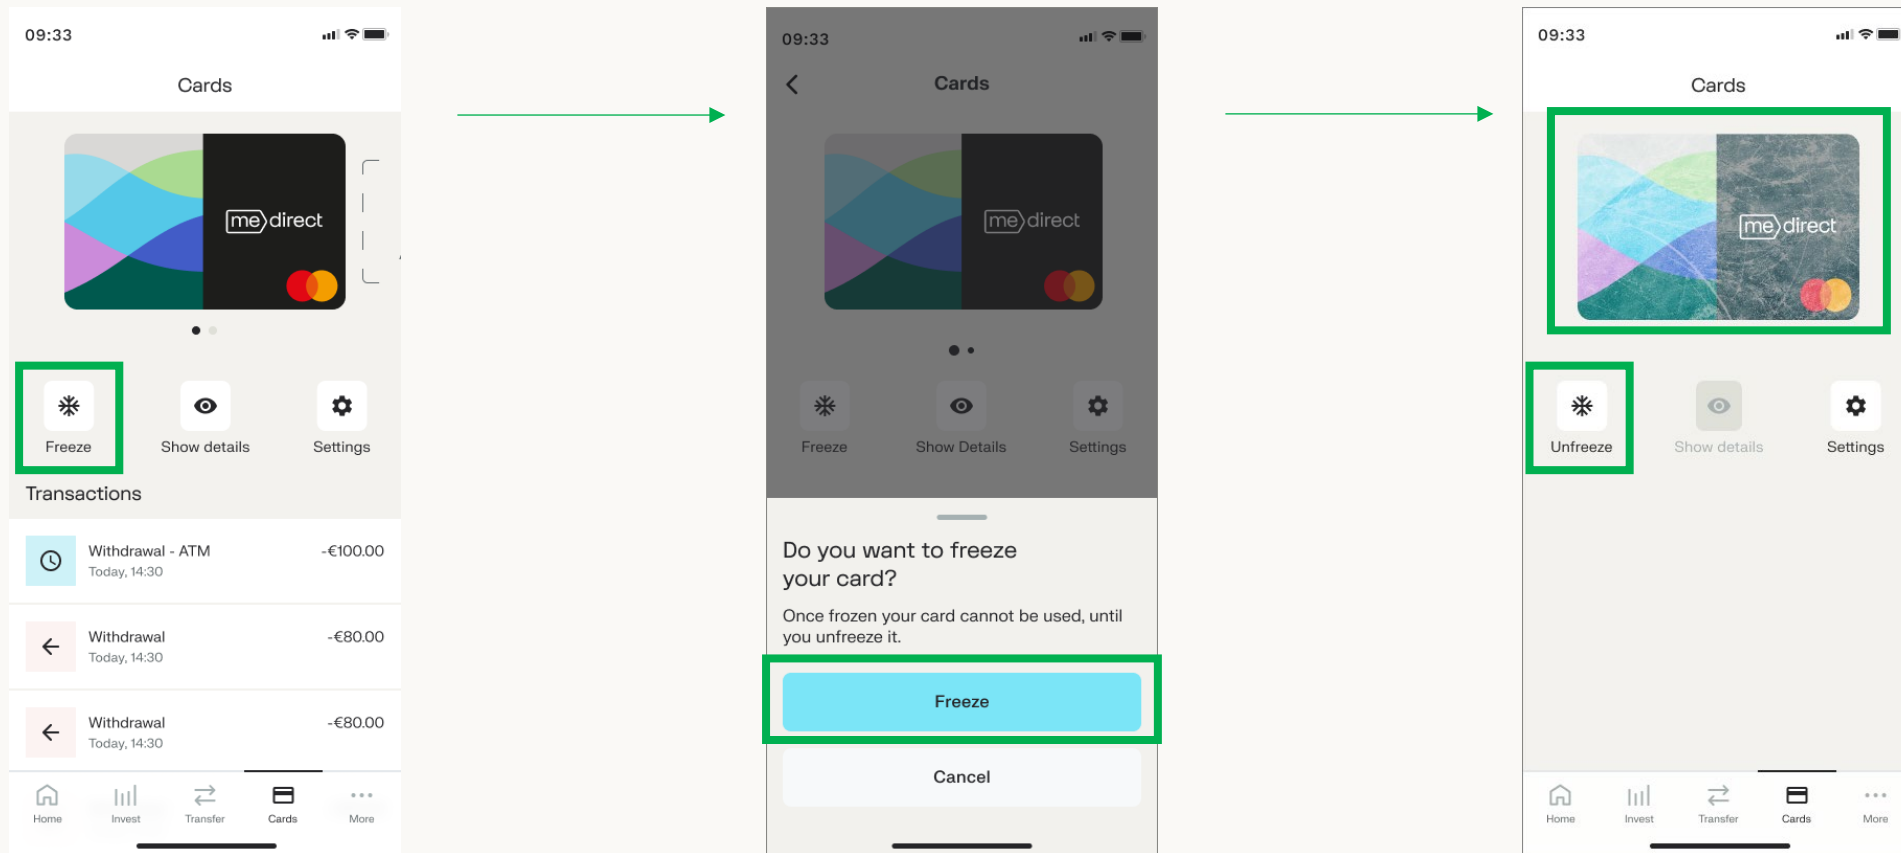 09:33
Cards
me direct
Freeze
Show details
Settings
Transactions
Withdrawal - ATM
-€100.00
Today, 14:30
Withdrawal
-€80.00
Today, 14:30
Withdrawal
-€80.00
Today, 14:30
Home
Invest
Transfer
Cards
More
09:33
Cards
me direct
Freeze
Show Details
Settings
Do you want to freeze
your card?
Once frozen your card cannot be used, until
you unfreeze it.
Freeze
Cancel
09:33
Cards
me direct
Unfreeze
Show details
Settings
Home
Invest
Transfer
Cards
More